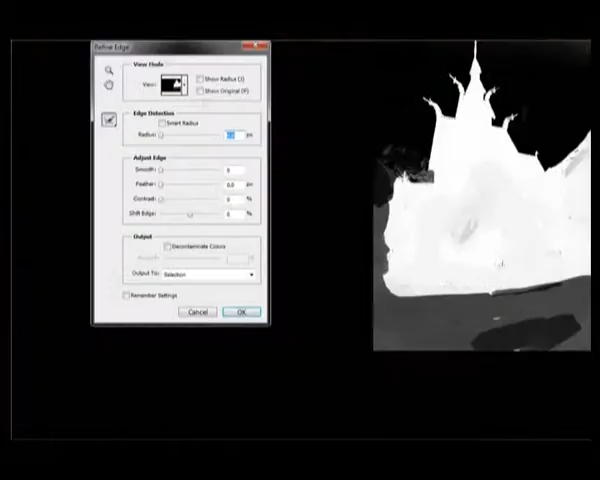 Refine Edge
View Mode
View:
Show Radius (J)
Show Original (P)
Edge Detection
Smart Radius
Radius:
px
Adjust Edge
Smooth: 0
Feather: 0.0 px
Contrast: 0 %
Shift Edge: 0 %
Output
Decontaminate Colors
Output To: Selection
Remember Settings
Cancel OK